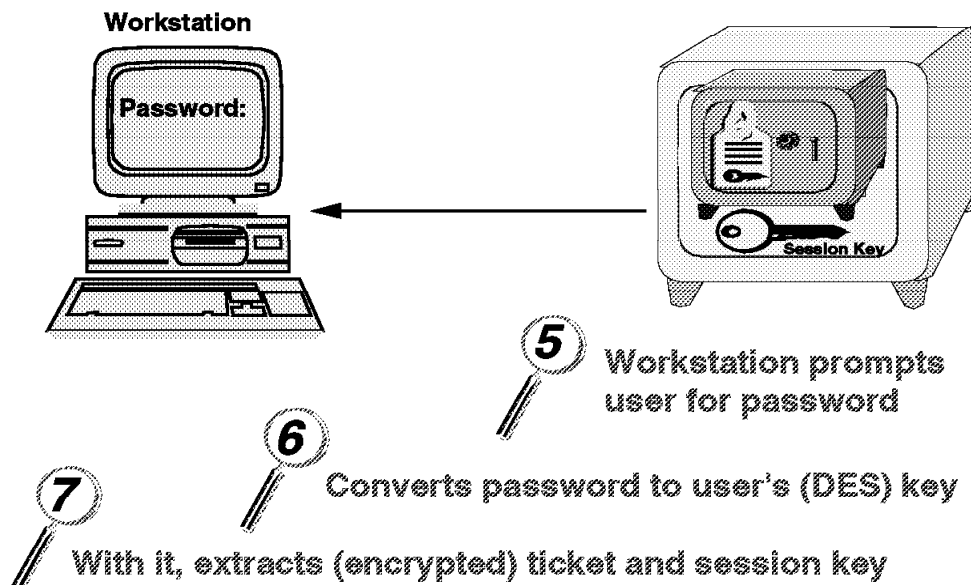 Workstation
Password:
Session Key
5
Workstation prompts
user for password
6
Converts password to user's (DES) key
7
With it, extracts (encrypted) ticket and session key